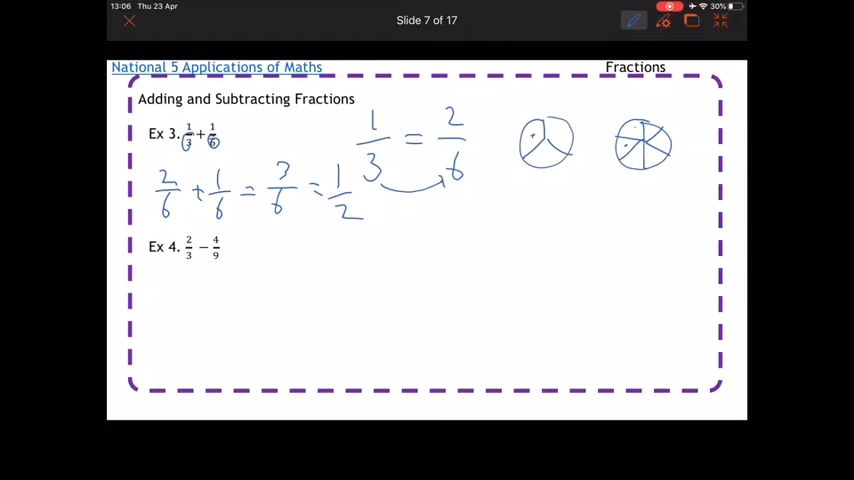 13:06 Thu 23 Apr
30%
Slide 7 of 17
National 5 Applications of Maths Fractions
Adding and Subtracting Fractions
Ex 3. 1/3 + 1/6
1/3 = 2/6
2/6 + 1/6 = 3/6 = 1/2
Ex 4. 2/3 − 4/9